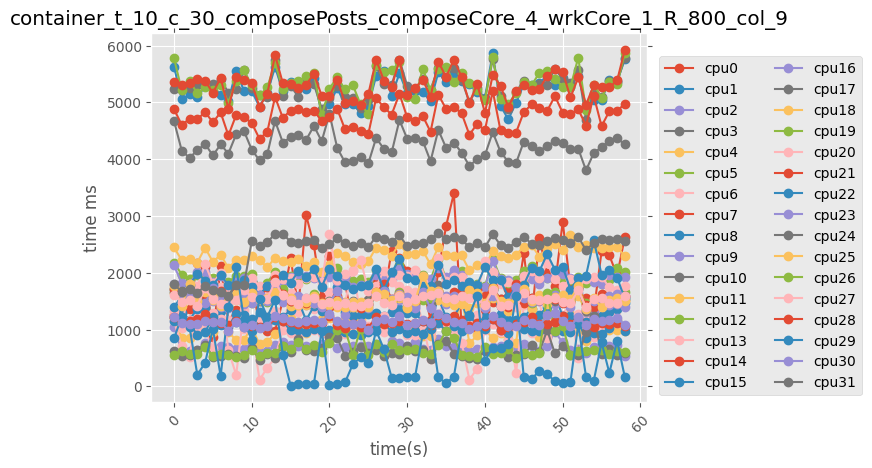 container_t_10_c_30_composePosts_composeCore_4_wrkCore_1_R_800_col_9
6000
5000
4000
3000
2000
1000
0
time ms
0
10
20
30
40
50
60
time(s)
cpu0
cpu1
cpu2
cpu3
cpu4
cpu5
cpu6
cpu7
cpu8
cpu9
cpu10
cpu11
cpu12
cpu13
cpu14
cpu15
cpu16
cpu17
cpu18
cpu19
cpu20
cpu21
cpu22
cpu23
cpu24
cpu25
cpu26
cpu27
cpu28
cpu29
cpu30
cpu31